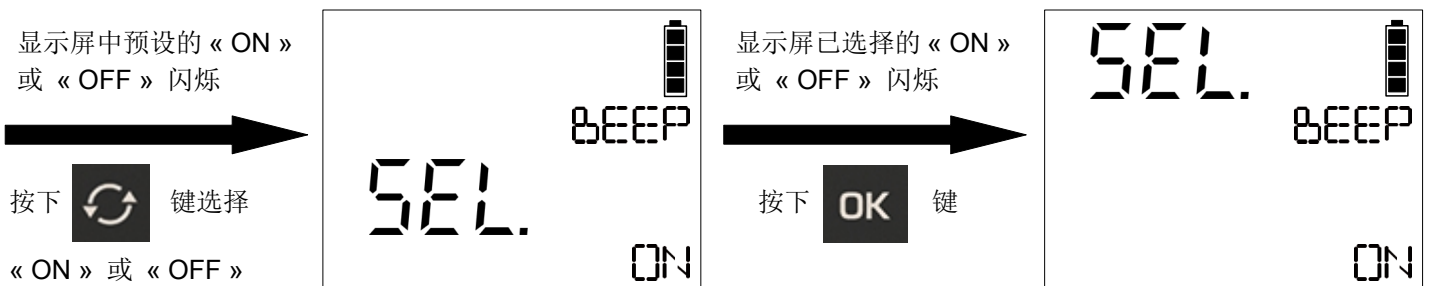 显示屏中预设的 « ON »
或 « OFF » 闪烁
按下 键选择
« ON » 或 « OFF »
BEEP
SEL.
ON
显示屏已选择的 « ON »
或 « OFF » 闪烁
按下 OK 键
SEL.
BEEP
ON